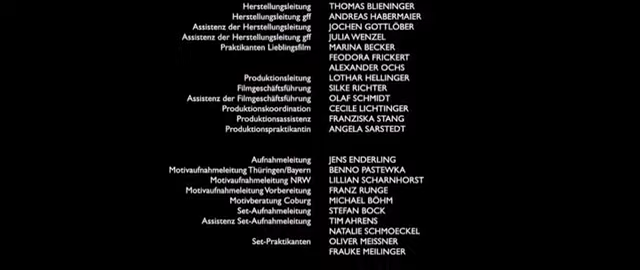 Herstellungsleitung THOMAS BLIENINGER
Herstellungsleitung gff ANDREAS HABERMAIER
Assistenz der Herstellungsleitung JOCHEN GOTTLÖBER
Assistenz der Herstellungsleitung gff JULIA WENZEL
Praktikanten Lieblingsfilm MARINA BECKER
FEODORA FRICKERT
ALEXANDER OCHS
Produktionsleitung LOTHAR HELLINGER
Filmgeschäftsführung SILKE RICHTER
Assistenz der Filmgeschäftsführung OLAF SCHMIDT
Produktionskoordination CECILE LICHTINGER
Produktionsassistenz FRANZISKA STANG
Produktionspraktikantin ANGELA SARSTEDT
Aufnahmeleitung JENS ENDERLING
Motivaufnahmeleitung Thüringen/Bayern BENNO PASTEWKA
Motivaufnahmeleitung NRW LILLIAN SCHARNHORST
Motivaufnahmeleitung Vorbereitung FRANZ RUNGE
Motivberatung Coburg MICHAEL BÖHM
Set-Aufnahmeleitung STEFAN BOCK
Assistenz Set-Aufnahmeleitung TIM AHRENS
NATALIE SCHMOECKEL
Set-Praktikanten OLIVER MEISSNER
FRAUKE MEILINGER